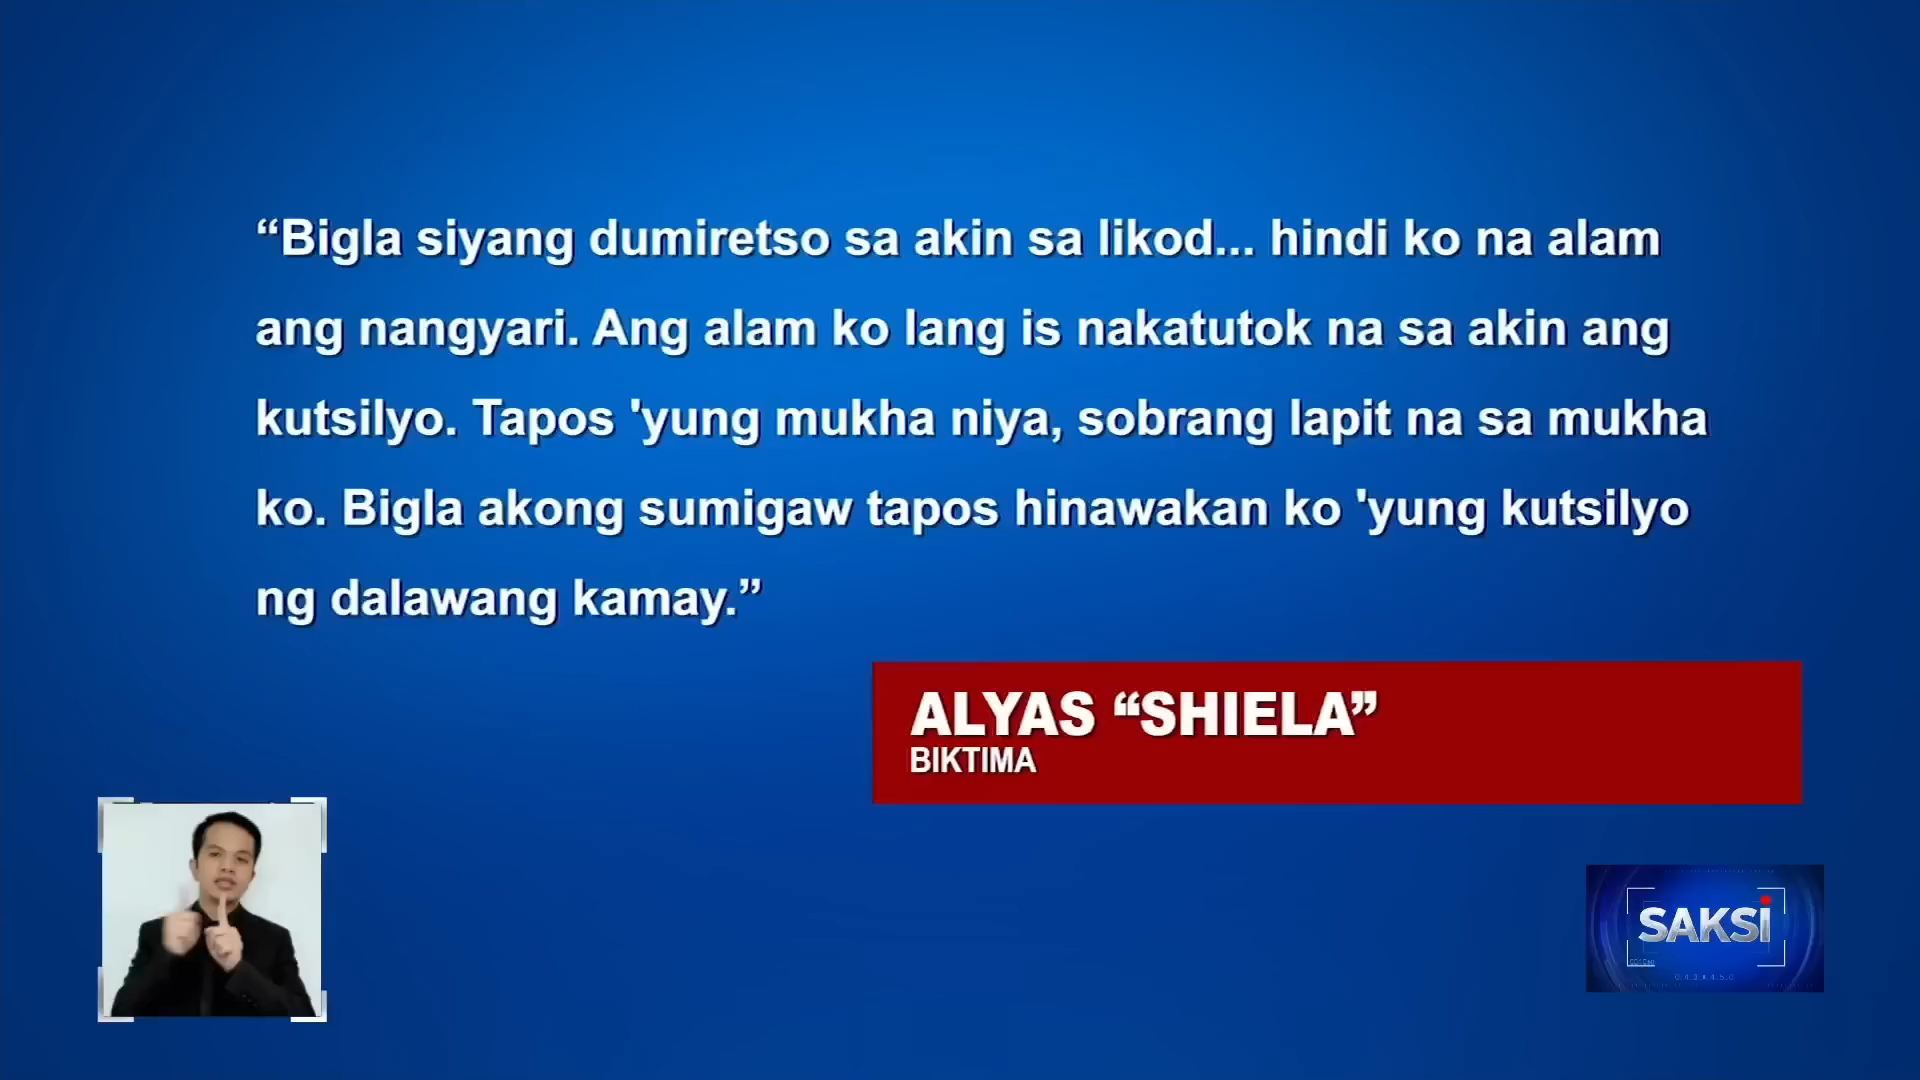 “Bigla siyang dumiretso sa akin sa likod... hindi ko na alam
ang nangyari. Ang alam ko lang is nakatutok na sa akin ang
kutsilyo. Tapos 'yung mukha niya, sobrang lapit na sa mukha
ko. Bigla akong sumigaw tapos hinawakan ko 'yung kutsilyo
ng dalawang kamay.”
ALYAS “SHIELA”
BIKTIMA
SAKSi